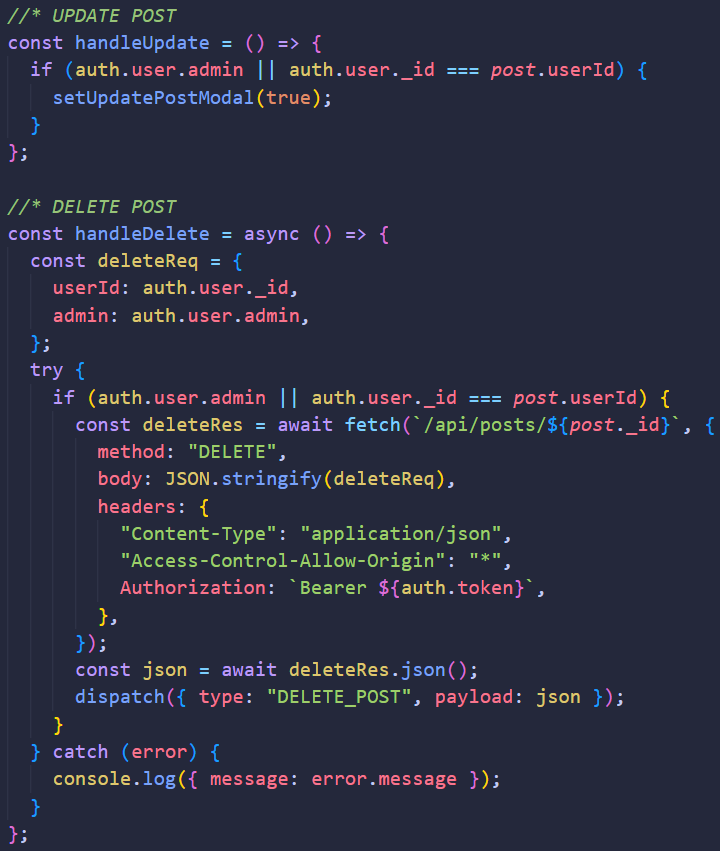 //* UPDATE POST
const handleUpdate = () => {
  if (auth.user.admin || auth.user._id === post.userId) {
    setUpdatePostModal(true);
  }
};

//* DELETE POST
const handleDelete = async () => {
  const deleteReq = {
    userId: auth.user._id,
    admin: auth.user.admin,
  };
  try {
    if (auth.user.admin || auth.user._id === post.userId) {
      const deleteRes = await fetch(`/api/posts/${post._id}`, {
        method: "DELETE",
        body: JSON.stringify(deleteReq),
        headers: {
          "Content-Type": "application/json",
          "Access-Control-Allow-Origin": "*",
          Authorization: `Bearer ${auth.token}`,
        },
      });
      const json = await deleteRes.json();
      dispatch({ type: "DELETE_POST", payload: json });
    }
  } catch (error) {
    console.log({ message: error.message });
  }
};